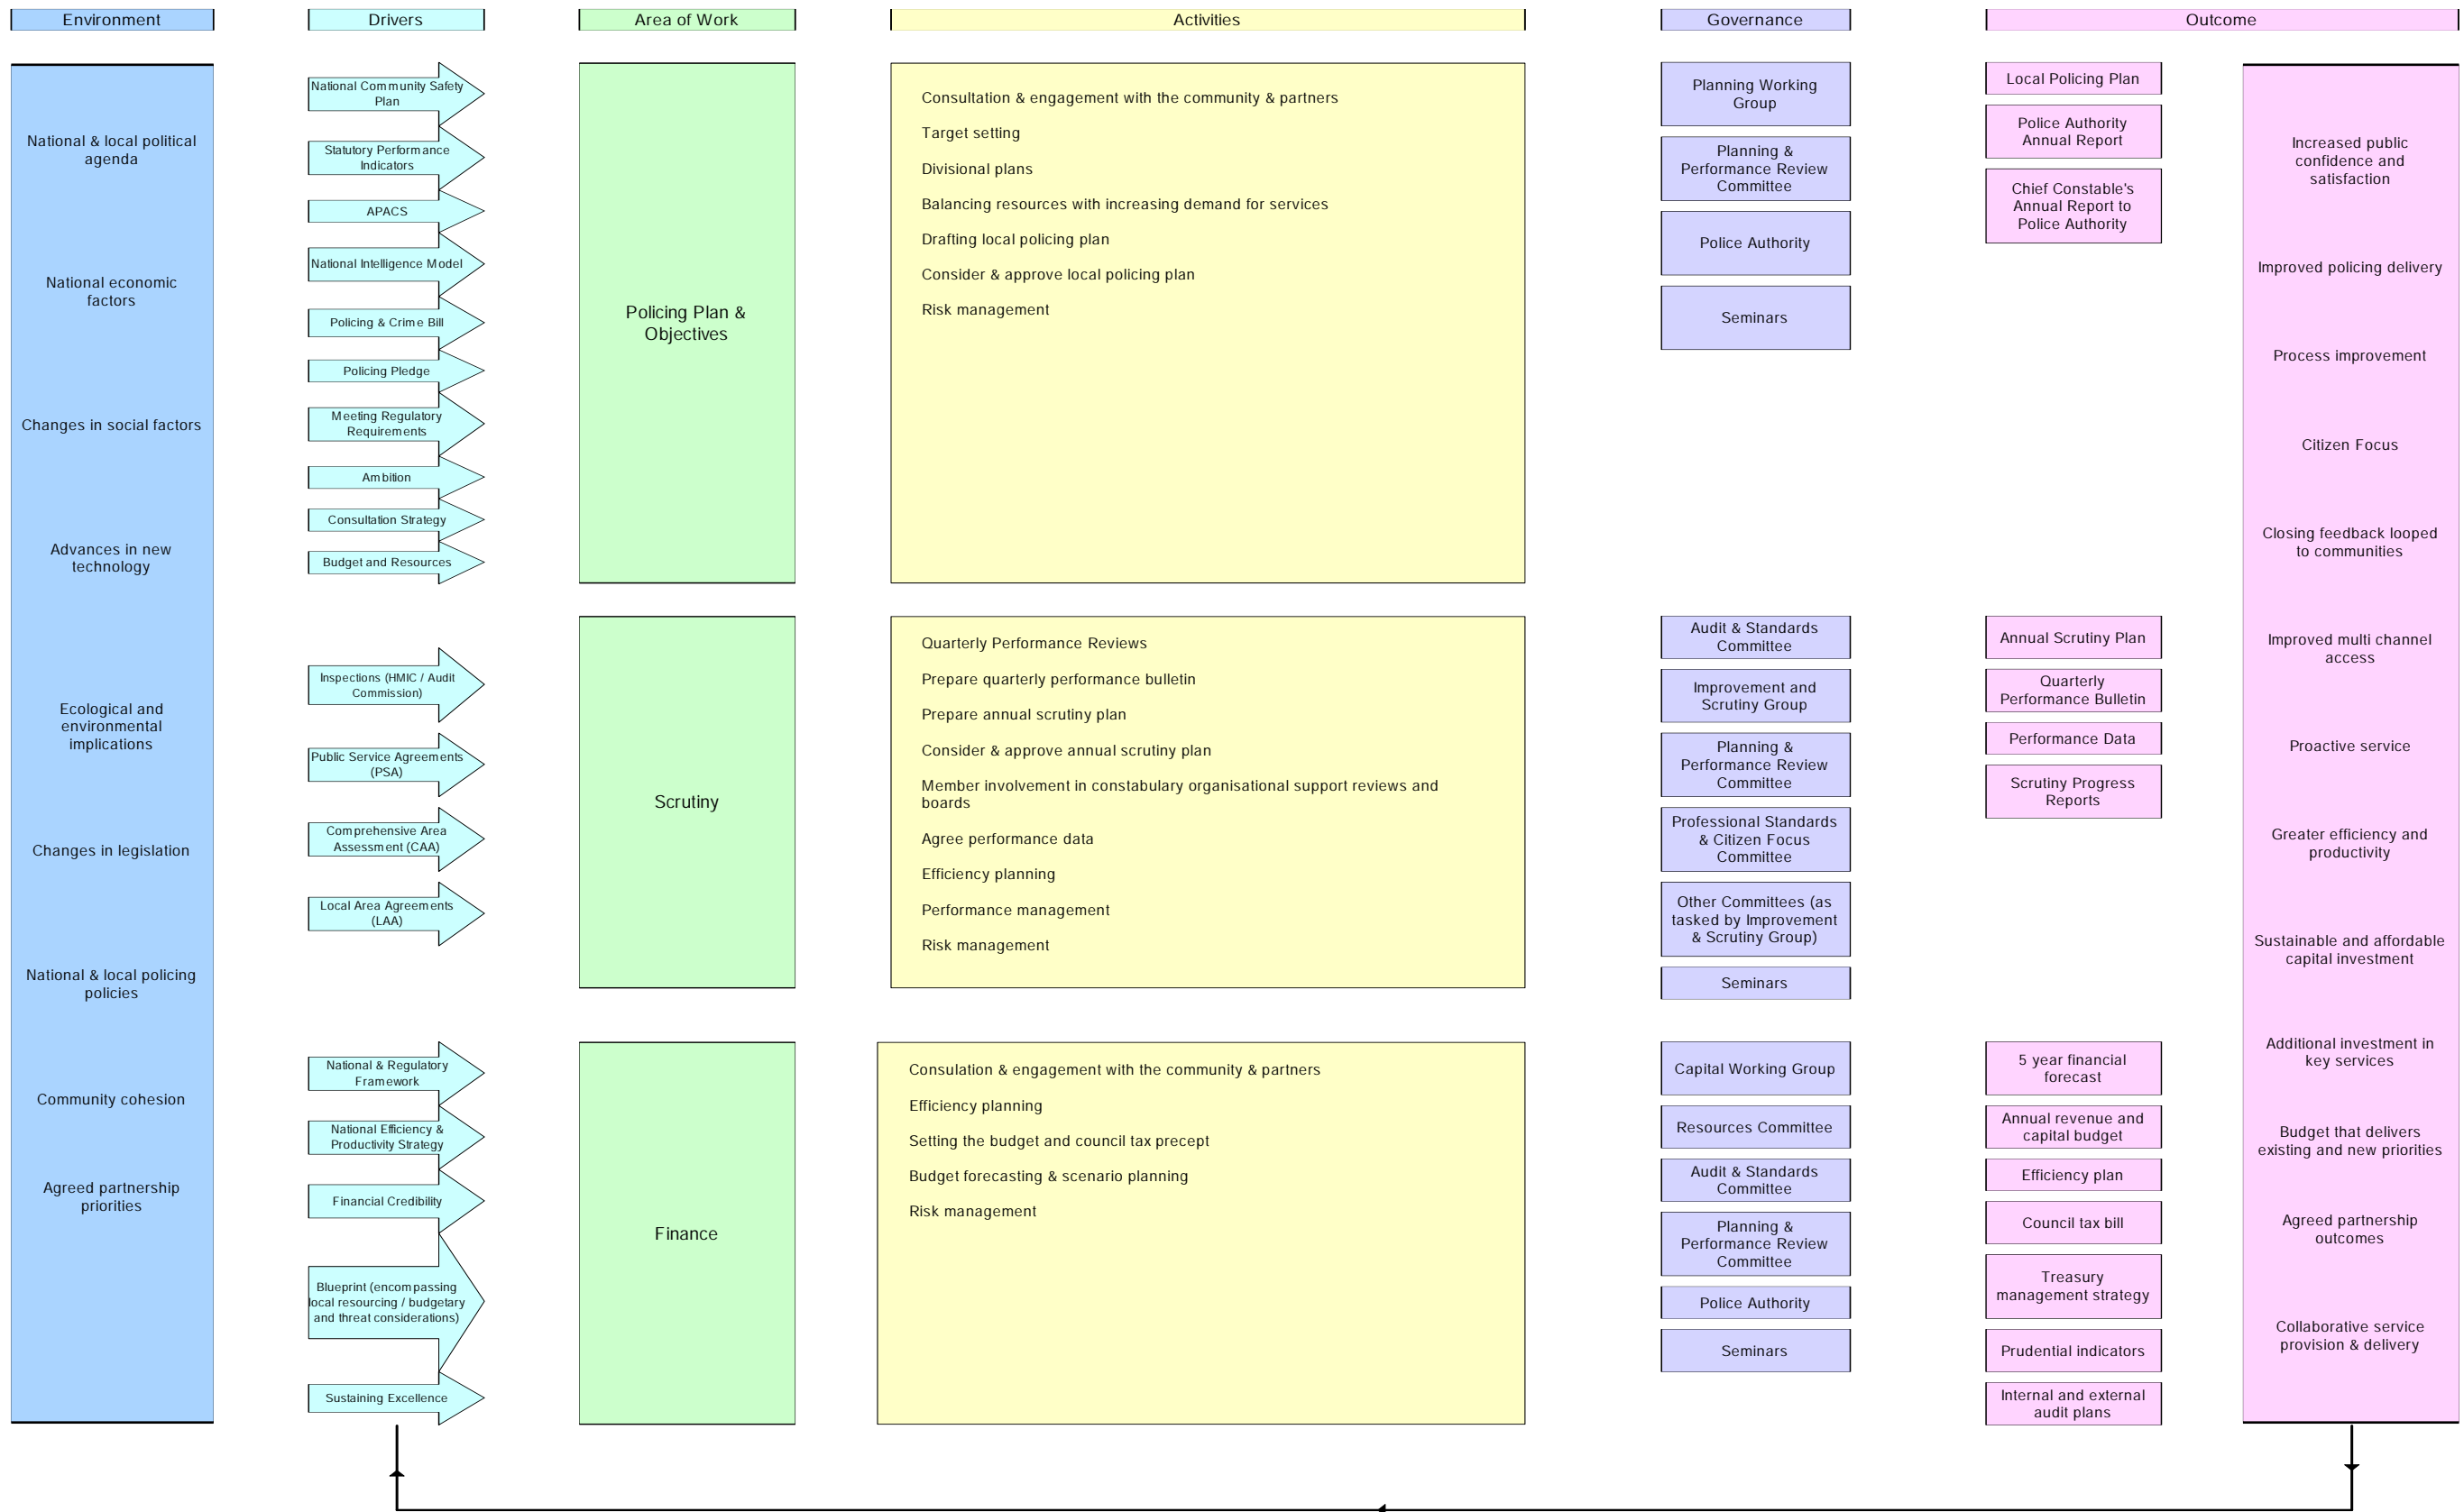 Environment
Drivers
Area of Work
Activities
Governance
Outcome
National & local political
agenda
National economic
factors
Changes in social factors
Advances in new
technology
Ecological and
environmental
implications
Changes in legislation
National & local policing
policies
Community cohesion
Agreed partnership
priorities
National Community Safety
Plan
Statutory Performance
Indicators
APACS
National Intelligence Model
Policing & Crime Bill
Policing Pledge
Meeting Regulatory
Requirements
Ambition
Consultation Strategy
Budget and Resources
Policing Plan &
Objectives
Consultation & engagement with the community & partners
Target setting
Divisional plans
Balancing resources with increasing demand for services
Drafting local policing plan
Consider & approve local policing plan
Risk management
Planning Working
Group
Planning &
Performance Review
Committee
Police Authority
Seminars
Local Policing Plan
Police Authority
Annual Report
Chief Constable's
Annual Report to
Police Authority
Inspections (HMIC / Audit
Commission)
Public Service Agreements
(PSA)
Comprehensive Area
Assessment (CAA)
Local Area Agreements
(LAA)
Scrutiny
Quarterly Performance Reviews
Prepare quarterly performance bulletin
Prepare annual scrutiny plan
Consider & approve annual scrutiny plan
Member involvement in constabulary organisational support reviews and
boards
Agree performance data
Efficiency planning
Performance management
Risk management
Audit & Standards
Committee
Improvement and
Scrutiny Group
Planning &
Performance Review
Committee
Professional Standards
& Citizen Focus
Committee
Other Committees (as
tasked by Improvement
& Scrutiny Group)
Seminars
Annual Scrutiny Plan
Quarterly
Performance Bulletin
Performance Data
Scrutiny Progress
Reports
National & Regulatory
Framework
National Efficiency &
Productivity Strategy
Financial Credibility
Blueprint (encompassing
local resourcing / budgetary
and threat considerations)
Sustaining Excellence
Finance
Consulation & engagement with the community & partners
Efficiency planning
Setting the budget and council tax precept
Budget forecasting & scenario planning
Risk management
Capital Working Group
Resources Committee
Audit & Standards
Committee
Planning &
Performance Review
Committee
Police Authority
Seminars
5 year financial
forecast
Annual revenue and
capital budget
Efficiency plan
Council tax bill
Treasury
management strategy
Prudential indicators
Internal and external
audit plans
Increased public
confidence and
satisfaction
Improved policing delivery
Process improvement
Citizen Focus
Closing feedback looped
to communities
Improved multi channel
access
Proactive service
Greater efficiency and
productivity
Sustainable and affordable
capital investment
Additional investment in
key services
Budget that delivers
existing and new priorities
Agreed partnership
outcomes
Collaborative service
provision & delivery